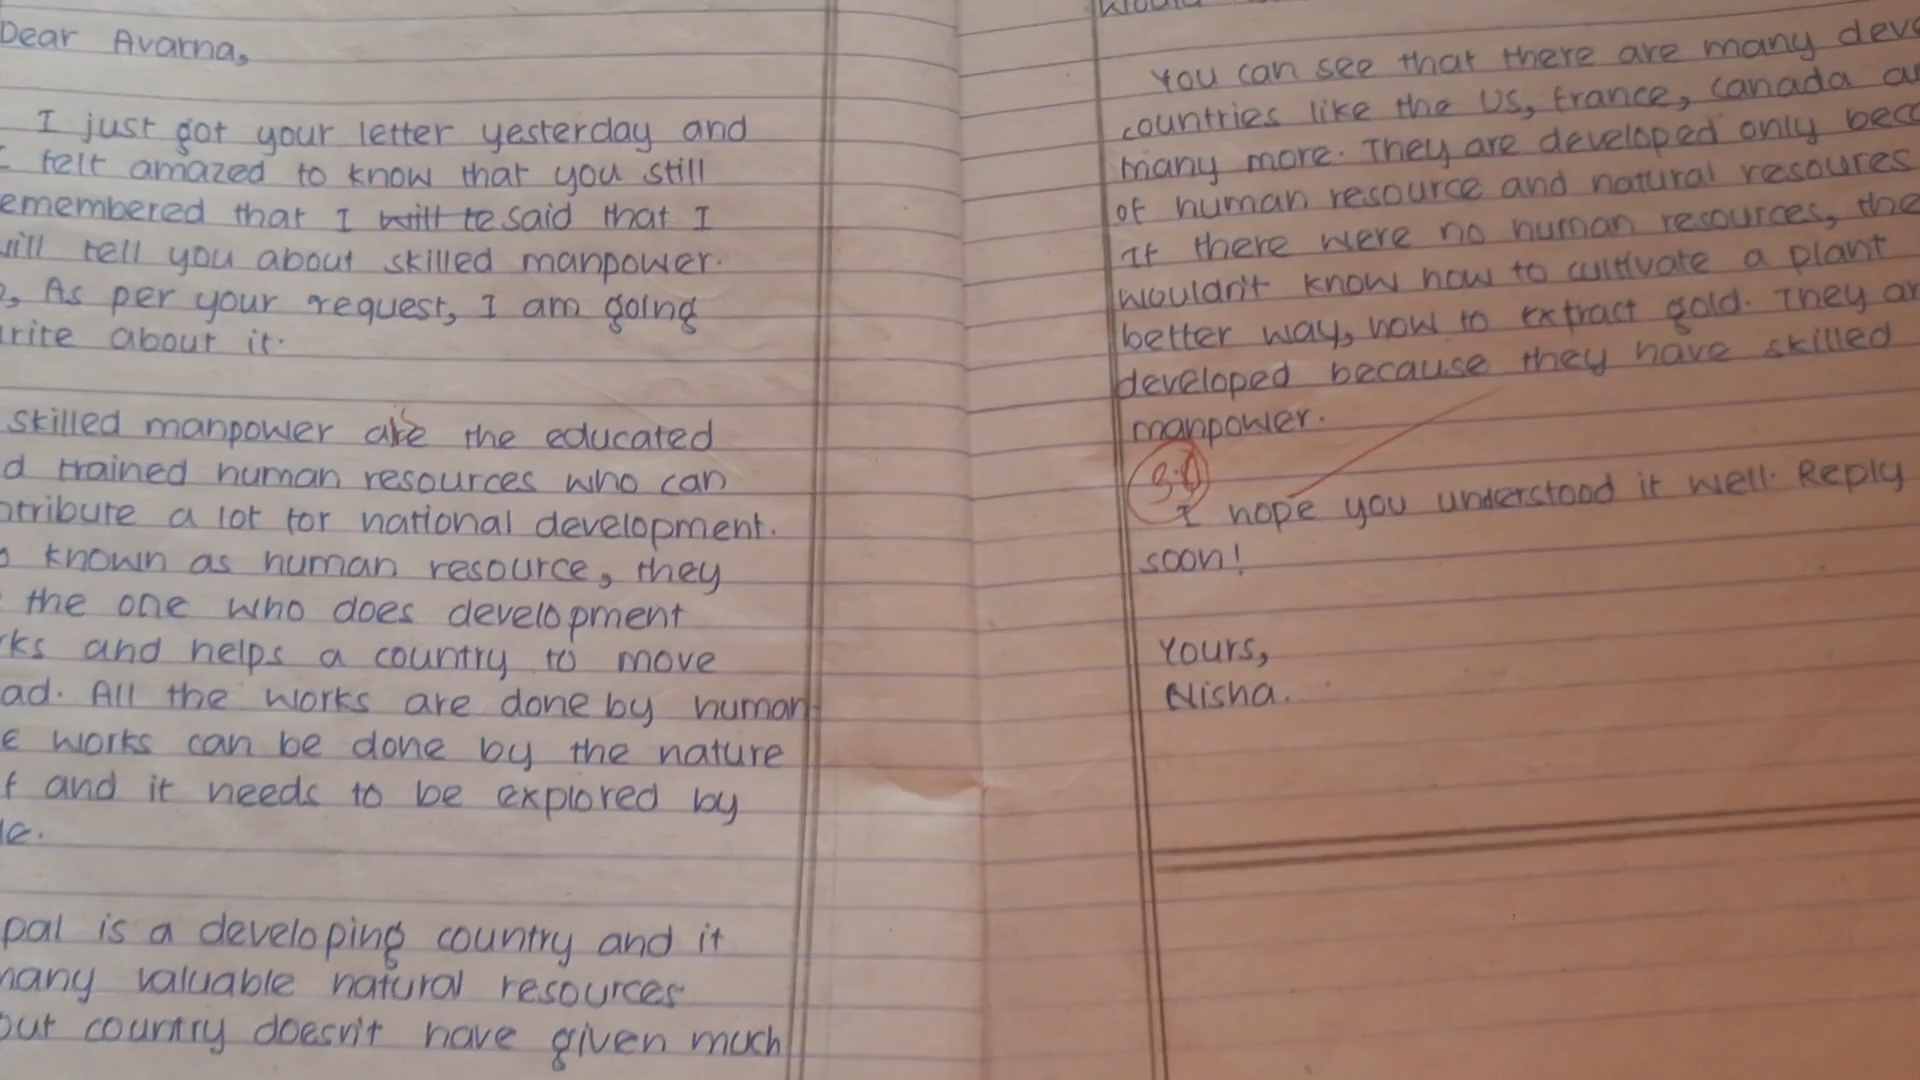 Dear Avarna,
I just got your letter yesterday and
felt amazed to know that you still
emembered that I will te said that I
will tell you about skilled manpower.
As per your request, I am going
rite about it.
skilled manpower are the educated
d trained human resources who can
ntribute a lot for national development.
known as human resource, they
the one who does development
rks and helps a country to move
ad. All the works are done by human
e works can be done by the nature
f and it needs to be explored by
le.
pal is a developing country and it
many valuable natural resources
but country doesn't have given much
You can see that there are many deve
countries like the US, France, Canada a
many more. They are developed only beca
of human resource and natural resoures
If there were no human resources, the
wouldn't know how to cultivate a plant
better way, how to extract gold. They ar
developed because they have skilled
manpower.
I hope you understood it well. Reply
soon!
Yours,
Nisha.